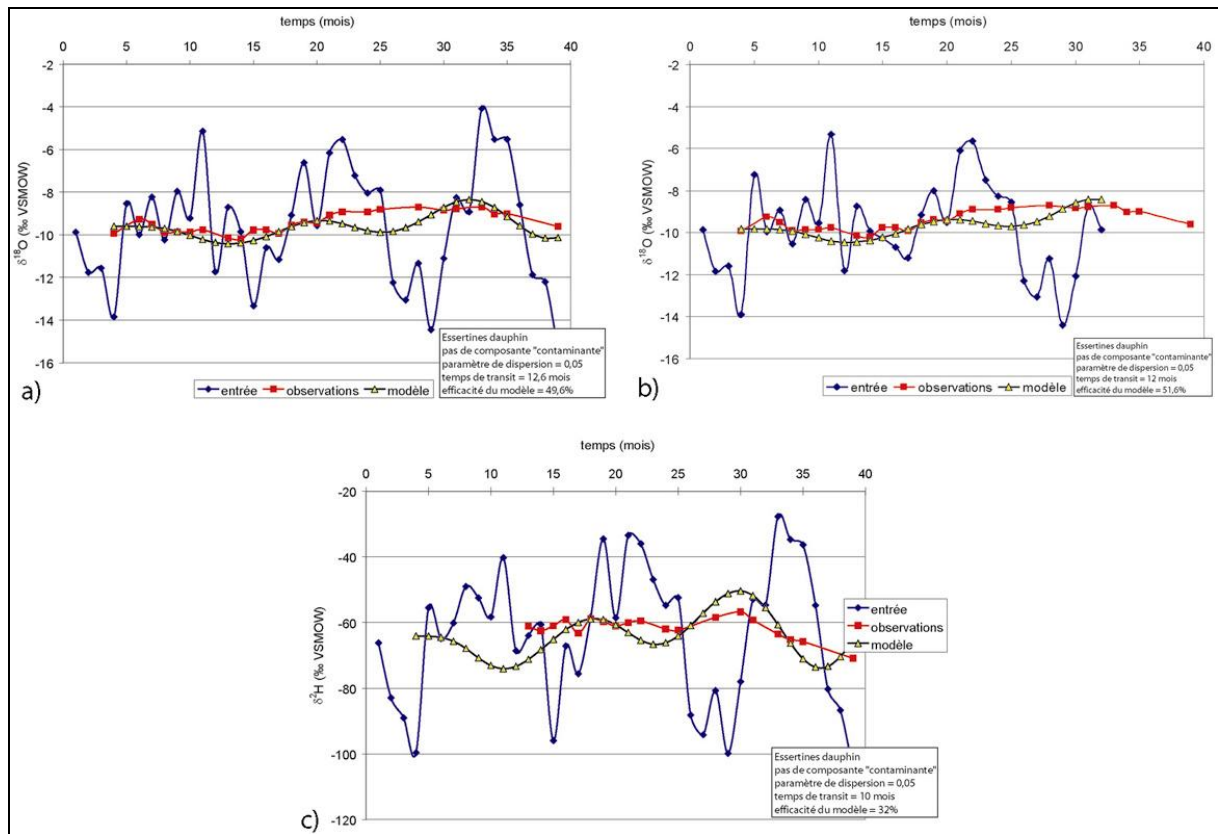 temps (mois)
0 5 10 15 20 25 30 35 40
-2
-4
-6
-8
-10
-12
-14
-16
δ¹⁸O (‰ VSMOW)
Essertines dauphin
pas de composante "contaminante"
paramètre de dispersion = 0,05
temps de transit = 12,6 mois
efficacité du modèle = 49,6%
entrée observations modèle
a)
temps (mois)
0 5 10 15 20 25 30 35 40
-2
-4
-6
-8
-10
-12
-14
-16
δ¹⁸O (‰ VSMOW)
Essertines dauphin
pas de composante "contaminante"
paramètre de dispersion = 0,05
temps de transit = 12 mois
efficacité du modèle = 51,6%
entrée observations modèle
b)
temps (mois)
0 5 10 15 20 25 30 35 40
-20
-40
-60
-80
-100
-120
δ²H (‰ VSMOW)
entrée
observations
modèle
Essertines dauphin
pas de composante "contaminante"
paramètre de dispersion = 0,05
temps de transit = 10 mois
efficacité du modèle = 32%
c)